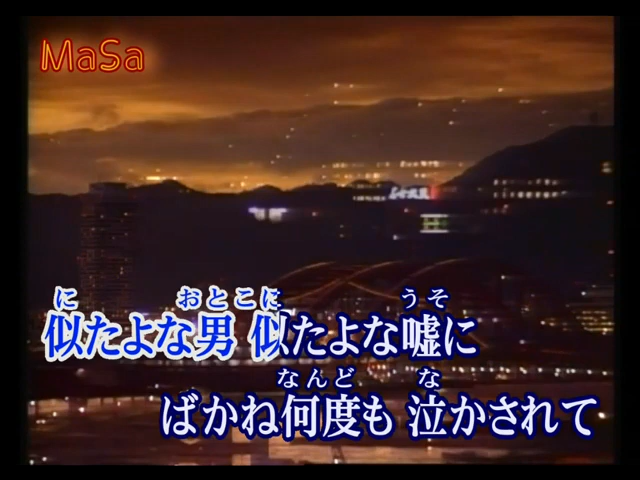 MaSa
に おとこ に うそ
似たよな男 似たよな嘘に
なんど な
ばかね何度も 泣かされて